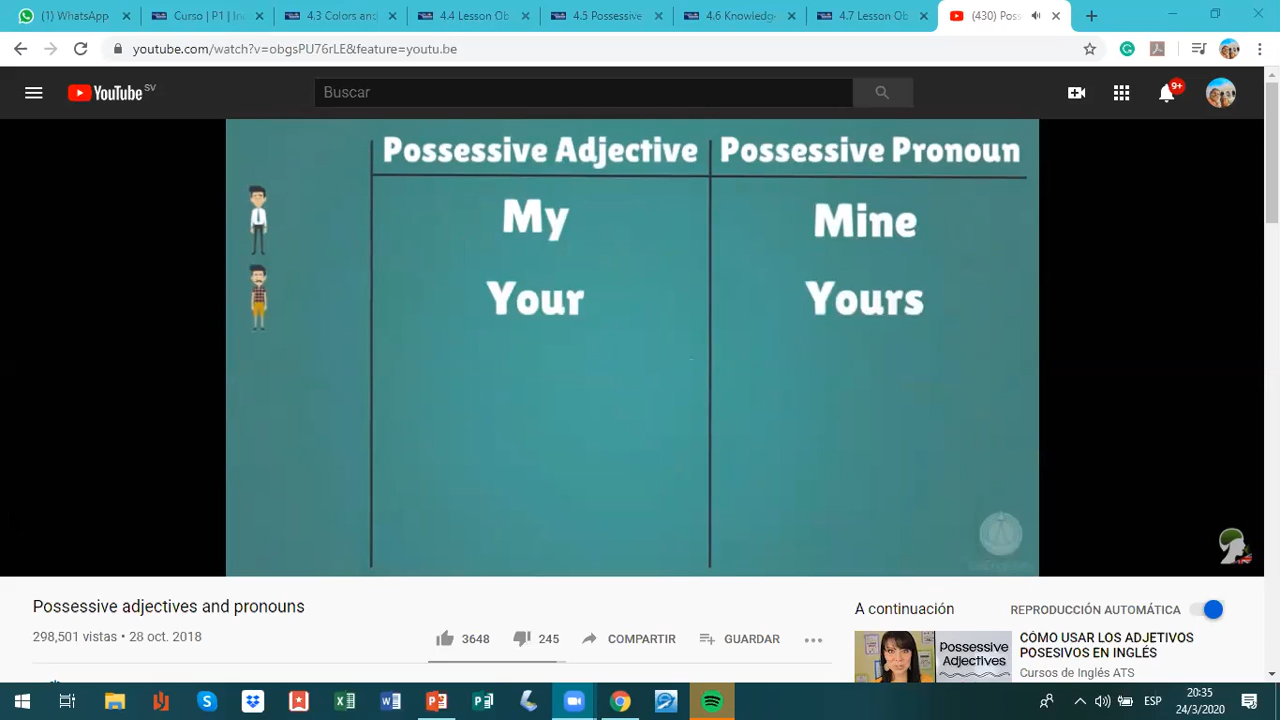 (1) WhatsApp
Curso | P1 | In
4.3 Colors and
4.4 Lesson Ob
4.5 Possessive
4.6 Knowledg
4.7 Lesson Ob
(430) Pos
youtube.com/watch?v=obgsPU76rLE&feature=youtu.be
YouTube SV
Buscar
9+
Possessive Adjective Possessive Pronoun
My Mine
Your Yours
Possessive adjectives and pronouns
298,501 vistas • 28 oct. 2018
3648
245
COMPARTIR
GUARDAR
A continuación
REPRODUCCIÓN AUTOMÁTICA
Possessive
Adjectives
CÓMO USAR LOS ADJETIVOS
POSESIVOS EN INGLÉS
Cursos de Inglés ATS
ESP
20:35
24/3/2020